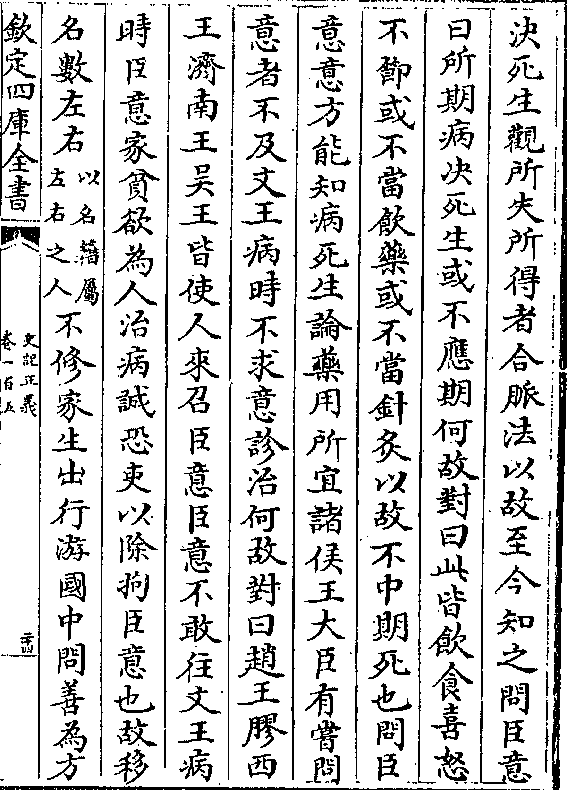 決死生觀所失所得者合脈法以故至今知之問臣意
曰所期病决死生或不應期何故對曰此皆飲食喜怒
不節或不當飲藥或不當針灸以故不中期死也問臣
意意方能知病死生論藥用所宜諸侯王大臣有嘗問
意者不及文王病時不求意診治何故對曰趙王膠西
王濟南王吴王皆使人來召臣意臣意不敢往文王病
時臣意家貧欲為人治病誠恐吏以除拘臣意也故移
名數左右以名籍屬左右之人不修家生出行游國中問善為方
欽定四庫全書
史記正義
卷一百五
二十四